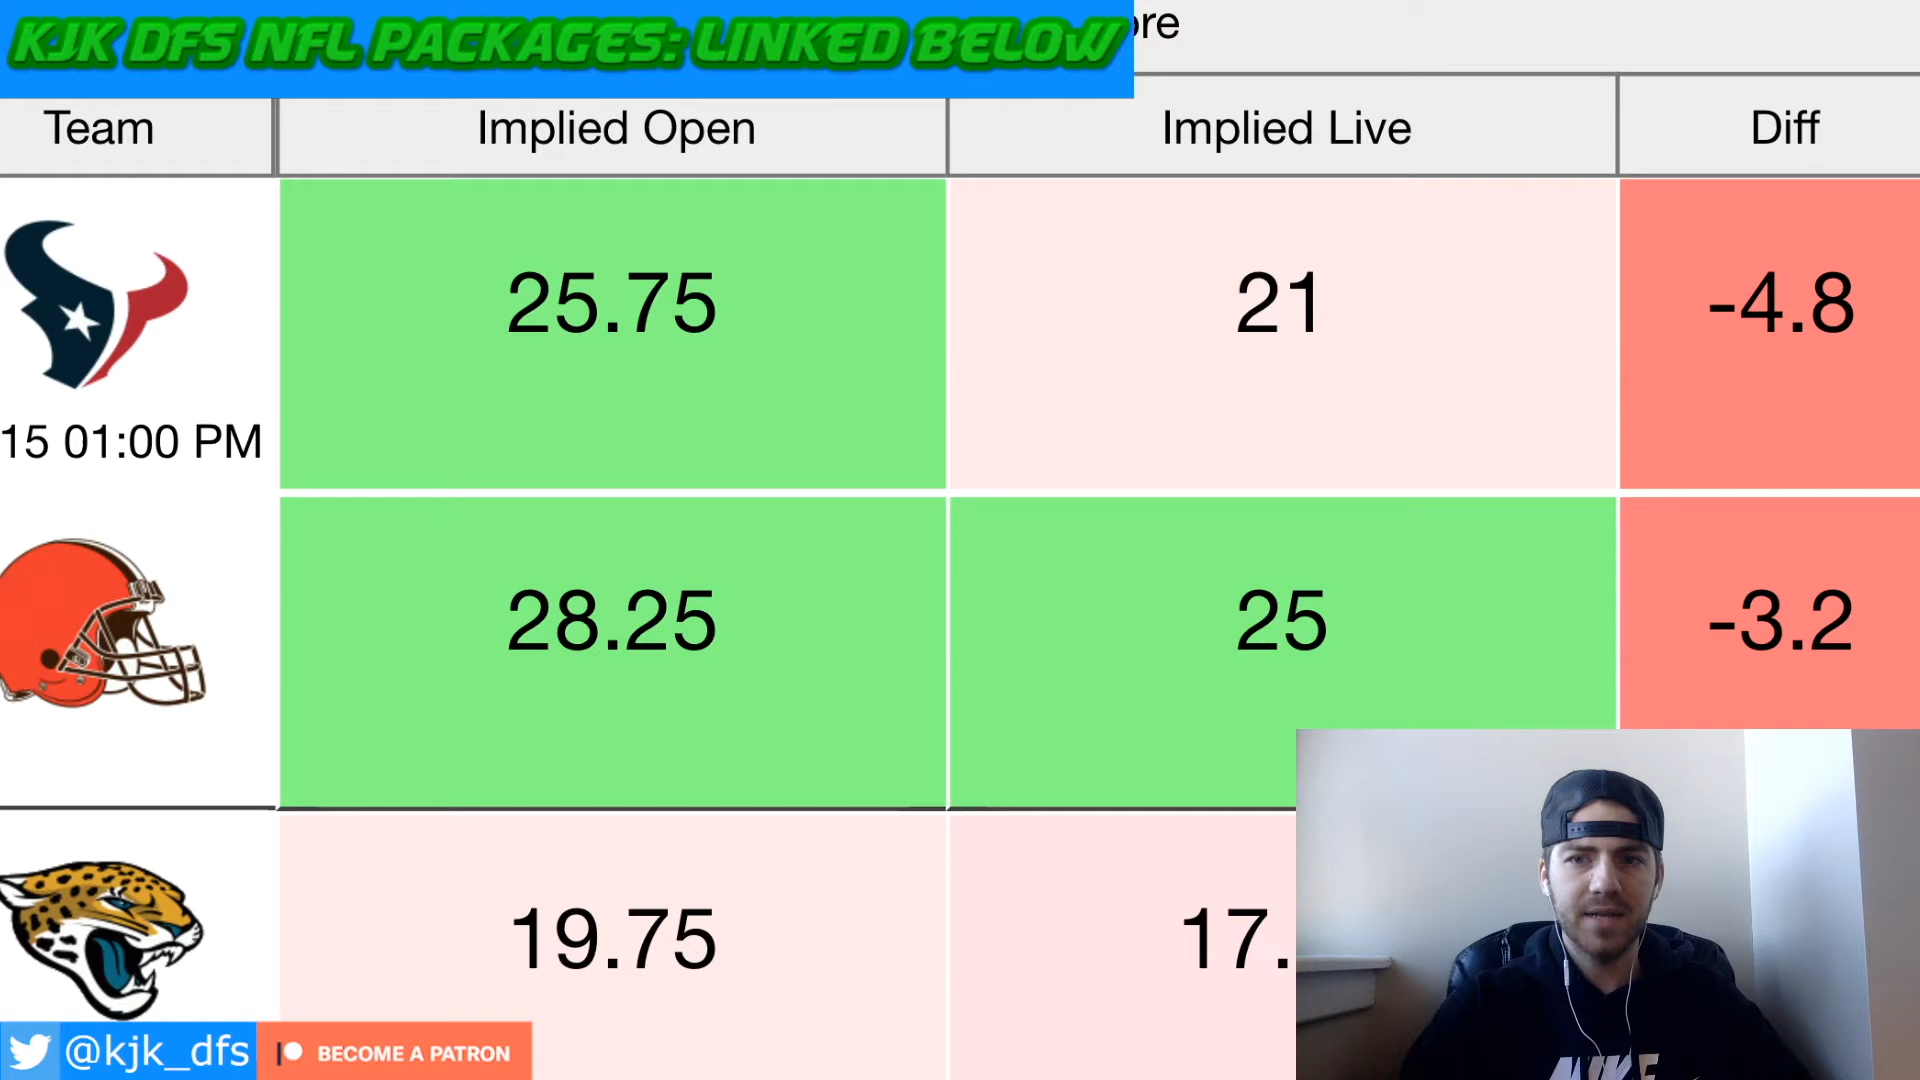 KJK DFS NFL PACKAGES: LINKED BELOW
Team Implied Open Implied Live Diff
25.75 21 -4.8
15 01:00 PM
28.25 25 -3.2
19.75 17.
@kjk_dfs BECOME A PATRON